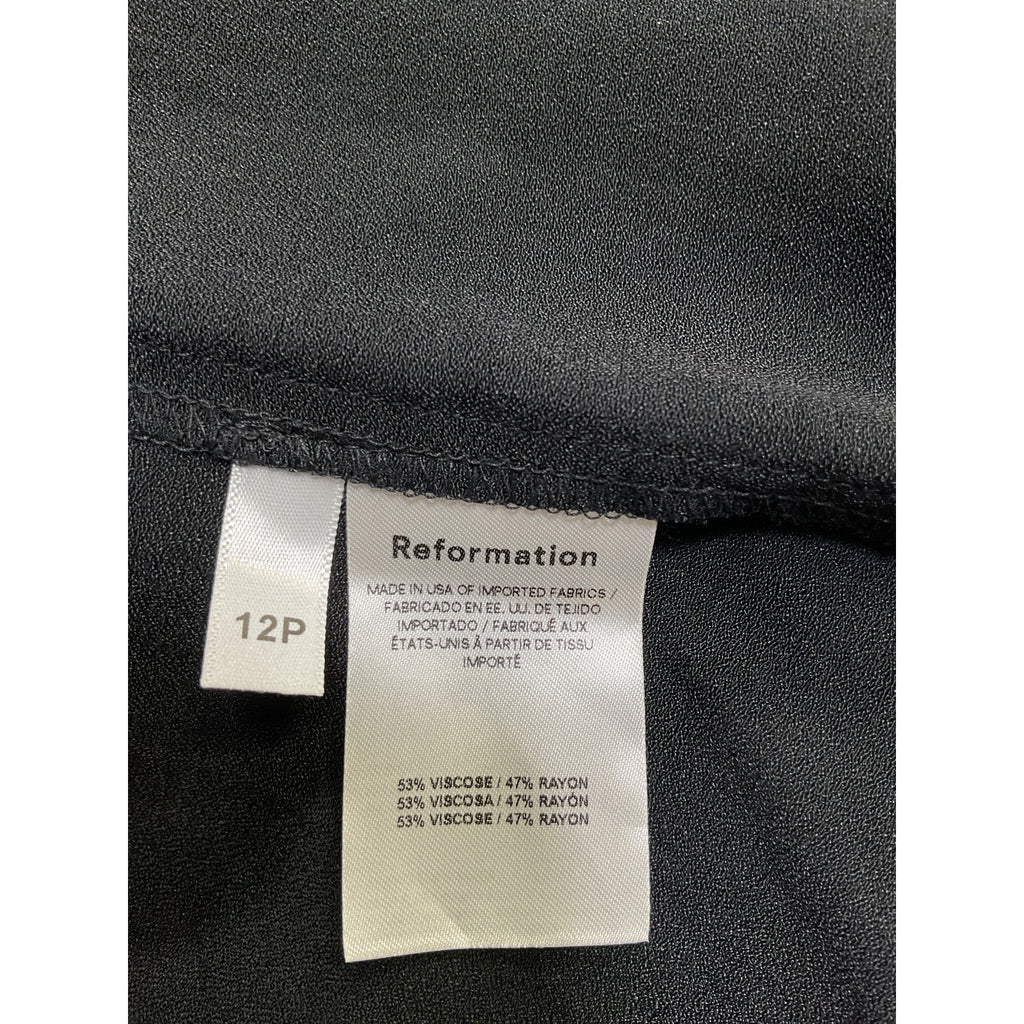 12P
Reformation
MADE IN USA OF IMPORTED FABRICS /
FABRICADO EN EE. UU. DE TEJIDO
IMPORTADO / FABRIQUÉ AUX
ÉTATS-UNIS À PARTIR DE TISSU
IMPORTÉ
53% VISCOSE / 47% RAYON
53% VISCOSA / 47% RAYÓN
53% VISCOSE / 47% RAYON